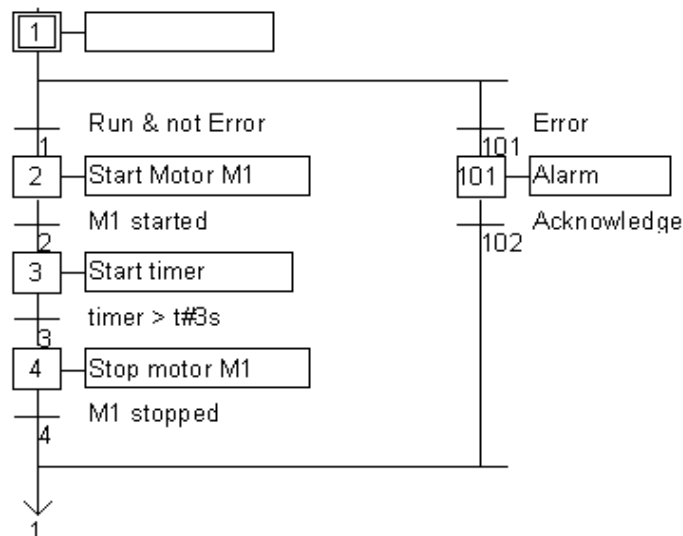 1
Run & not Error
Error
1
101
2
Start Motor M1
101
Alarm
M1 started
Acknowledge
2
102
3
Start timer
timer > t#3s
3
4
Stop motor M1
M1 stopped
4
1